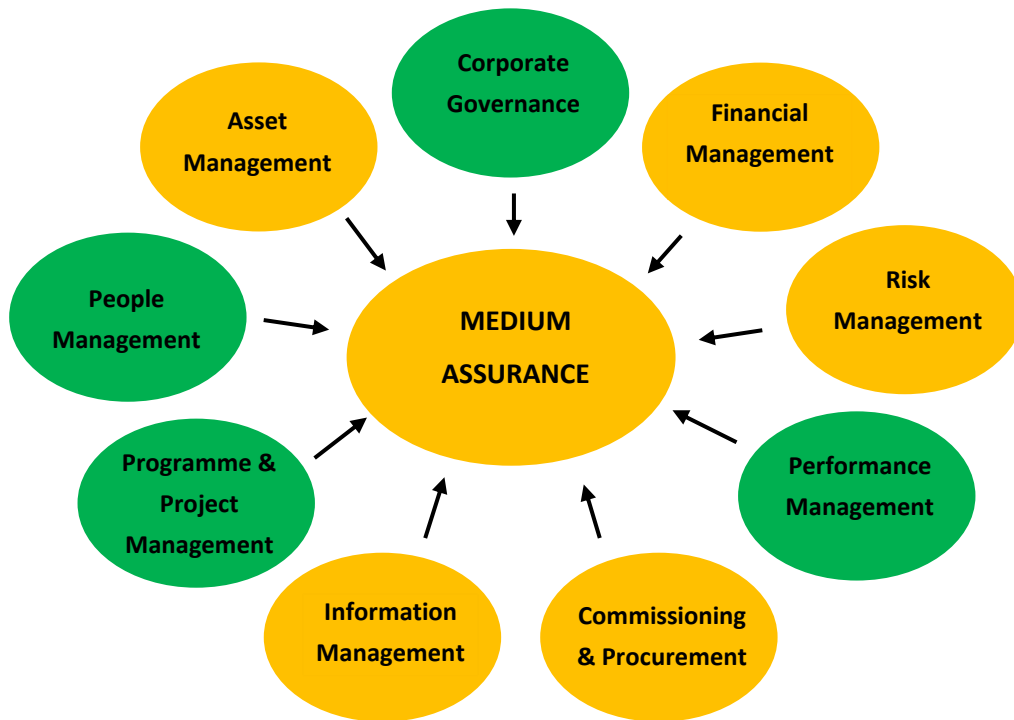 Corporate
Governance
Asset
Management
Financial
Management
People
Management
MEDIUM
ASSURANCE
Risk
Management
Programme &
Project
Management
Performance
Management
Information
Management
Commissioning
& Procurement